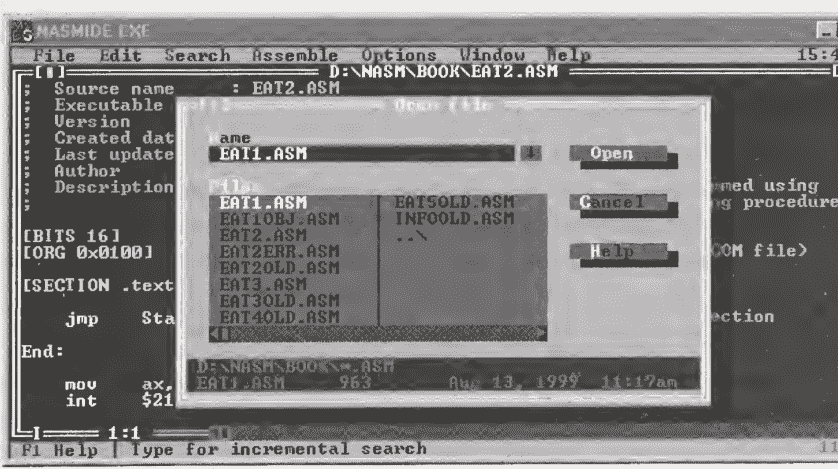 NASMIDE EXE
File Edit Search Assemble Options Window Help 15:4
D:\NASM\BOOK\EAT2.ASM
; Source name : EAT2.ASM
; Executable
; Version
; Created dat
; Last update
; Author
; Description
med using
ng procedure
;
[BITS 16]
[ORG 0x0100]
COM file>
[SECTION .text
jmp Sta
ection
End:
mov ax,
int $21
1:1
F1 Help | Type for incremental search 11
Open File
Name
EAT1.ASM
Files
EAT1.ASM
EAT1OBJ.ASM
EAT2.ASM
EAT2ERR.ASM
EAT2OLD.ASM
EAT3.ASM
EAT3OLD.ASM
EAT4OLD.ASM
EAT5OLD.ASM
INFOOLD.ASM
..\
Open
Cancel
Help
D:\NASM\BOOK\*.ASM
EAT1.ASM 963 Aug 13, 1999 11:17am